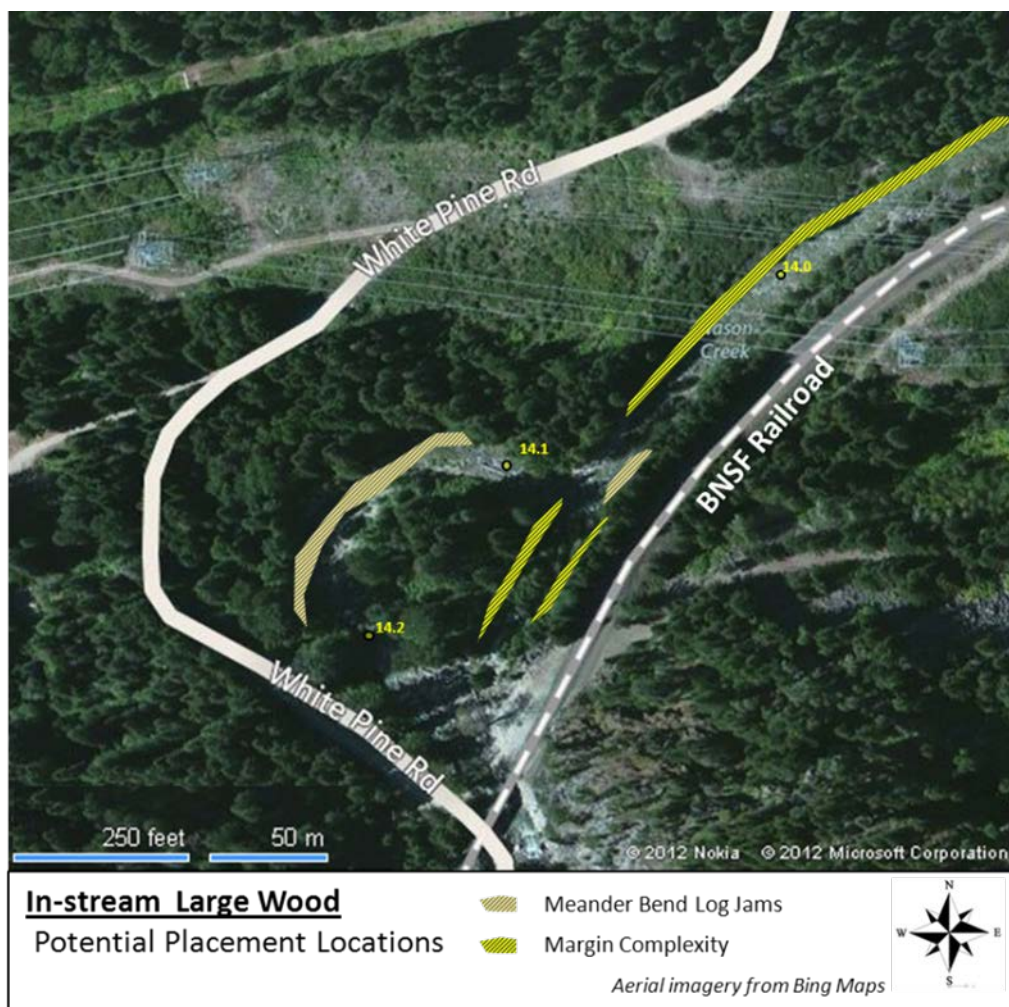 White Pine Rd
14.0
Creek
BNSF Railroad
14.1
14.2
White Pine Rd
250 feet
50 m
© 2012 Nokia © 2012 Microsoft Corporation
In-stream Large Wood
Potential Placement Locations
Meander Bend Log Jams
Margin Complexity
Aerial imagery from Bing Maps
N
W
E
S